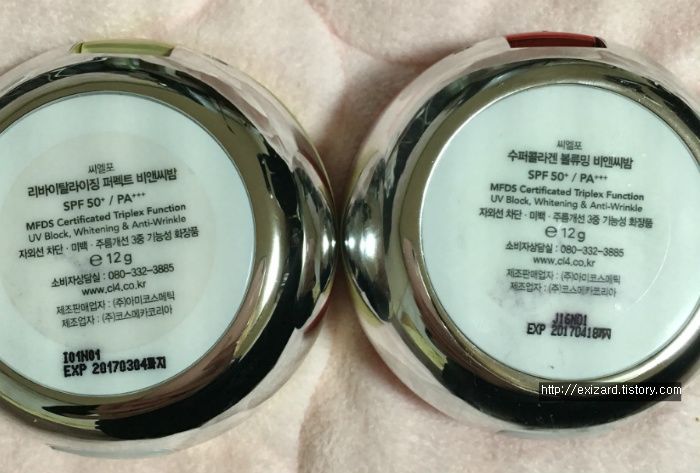 씨엘포
리바이탈라이징 퍼펙트 비앤씨밤
SPF 50+ / PA+++
MFDS Certificated Triplex Function
UV Block, Whitening & Anti-Wrinkle
자외선 차단 · 미백 · 주름개선 3중 기능성 화장품
℮ 12g
소비자상담실 : 080-332-3885
www.cl4.co.kr
제조판매업자 : (주)아미코스메틱
제조업자 : (주)코스메카코리아
I01N01
EXP 20170304까지
씨엘포
수퍼콜라겐 볼류밍 비앤씨밤
SPF 50+ / PA+++
MFDS Certificated Triplex Function
UV Block, Whitening & Anti-Wrinkle
자외선 차단 · 미백 · 주름개선 3중 기능성 화장품
℮ 12g
소비자상담실 : 080-332-3885
www.cl4.co.kr
제조판매업자 : (주)아미코스메틱
제조업자 : (주)코스메카코리아
J16N01
EXP 20170418까지
http://exizard.tistory.com